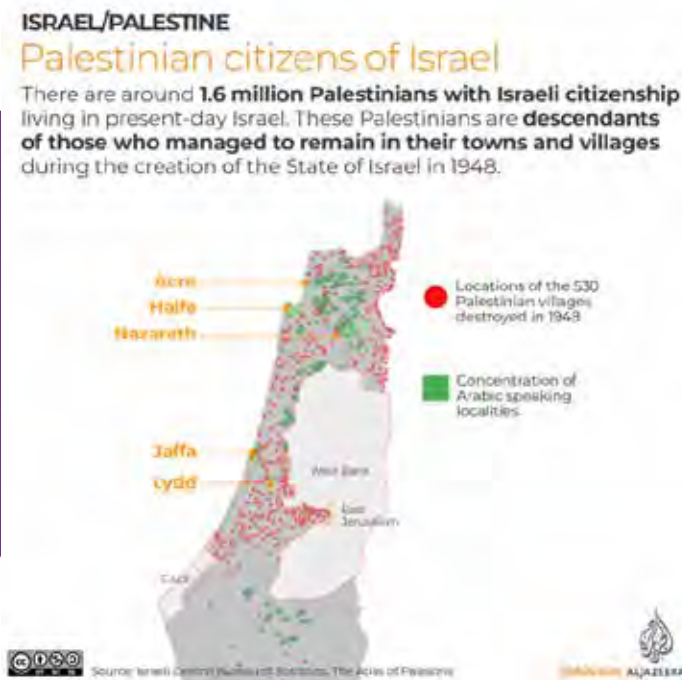 ISRAEL/PALESTINE
Palestinian citizens of Israel
There are around 1.6 million Palestinians with Israeli citizenship
living in present-day Israel. These Palestinians are descendants
of those who managed to remain in their towns and villages
during the creation of the State of Israel in 1948.
Acre
Haifa
Nazareth
Locations of the 530
Palestinian villages
destroyed in 1948
Concentration of
Arabic speaking
localities
Jaffa
Lydd
West Bank
East
Jerusalem
Gaza
Source: Israeli Central Bureau of Statistics, The Atlas of Palestine
ALJAZEERA